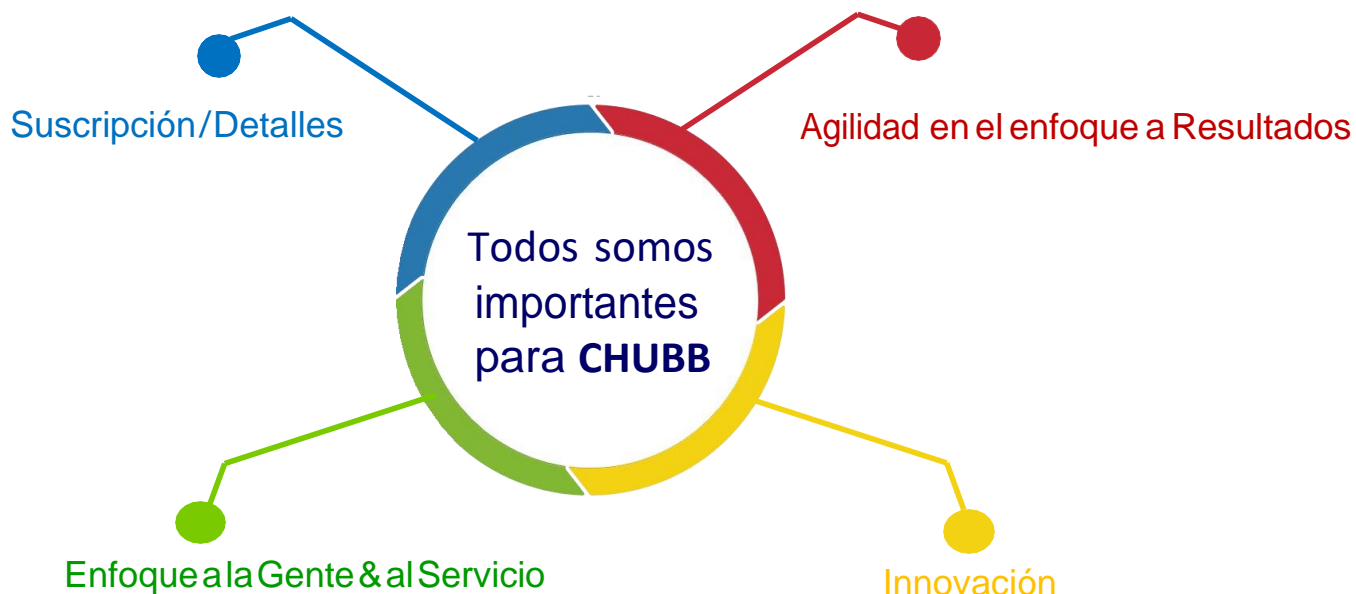 Suscripción/Detalles
Agilidad en el enfoque a Resultados
Todos somos
importantes
para CHUBB
Enfoque a la Gente & al Servicio
Innovación